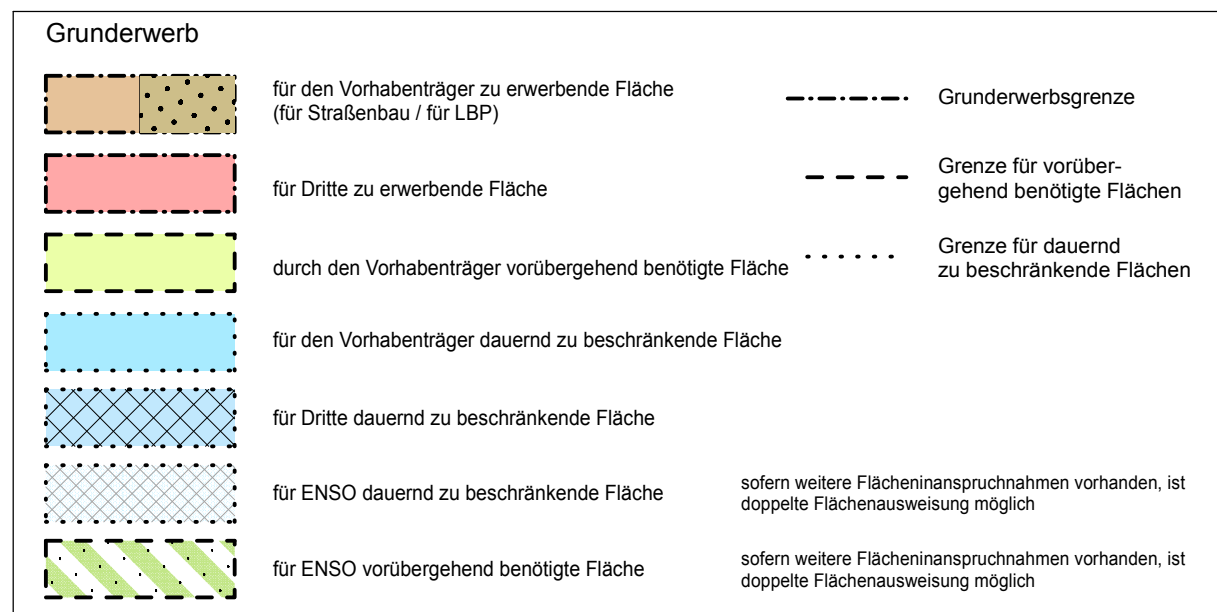 Grunderwerb
für den Vorhabenträger zu erwerbende Fläche
(für Straßenbau / für LBP)
Grunderwerbsgrenze
für Dritte zu erwerbende Fläche
Grenze für vorüber-
gehend benötigte Flächen
durch den Vorhabenträger vorübergehend benötigte Fläche
Grenze für dauernd
zu beschränkende Flächen
für den Vorhabenträger dauernd zu beschränkende Fläche
für Dritte dauernd zu beschränkende Fläche
für ENSO dauernd zu beschränkende Fläche
sofern weitere Flächeninanspruchnahmen vorhanden, ist
doppelte Flächenausweisung möglich
für ENSO vorübergehend benötigte Fläche
sofern weitere Flächeninanspruchnahmen vorhanden, ist
doppelte Flächenausweisung möglich